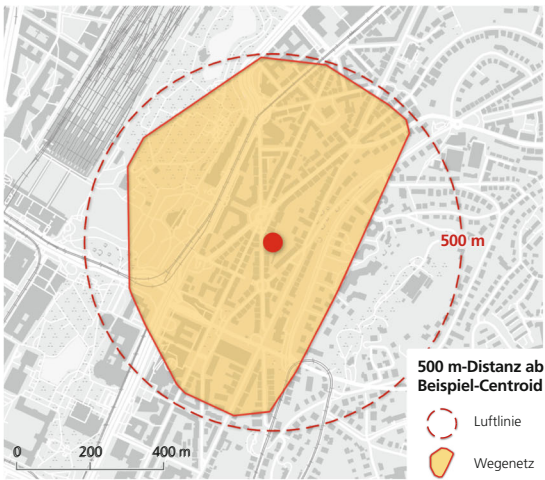 500 m
500 m-Distanz ab
Beispiel-Centroid
Luftlinie
Wegenetz
0 200 400 m